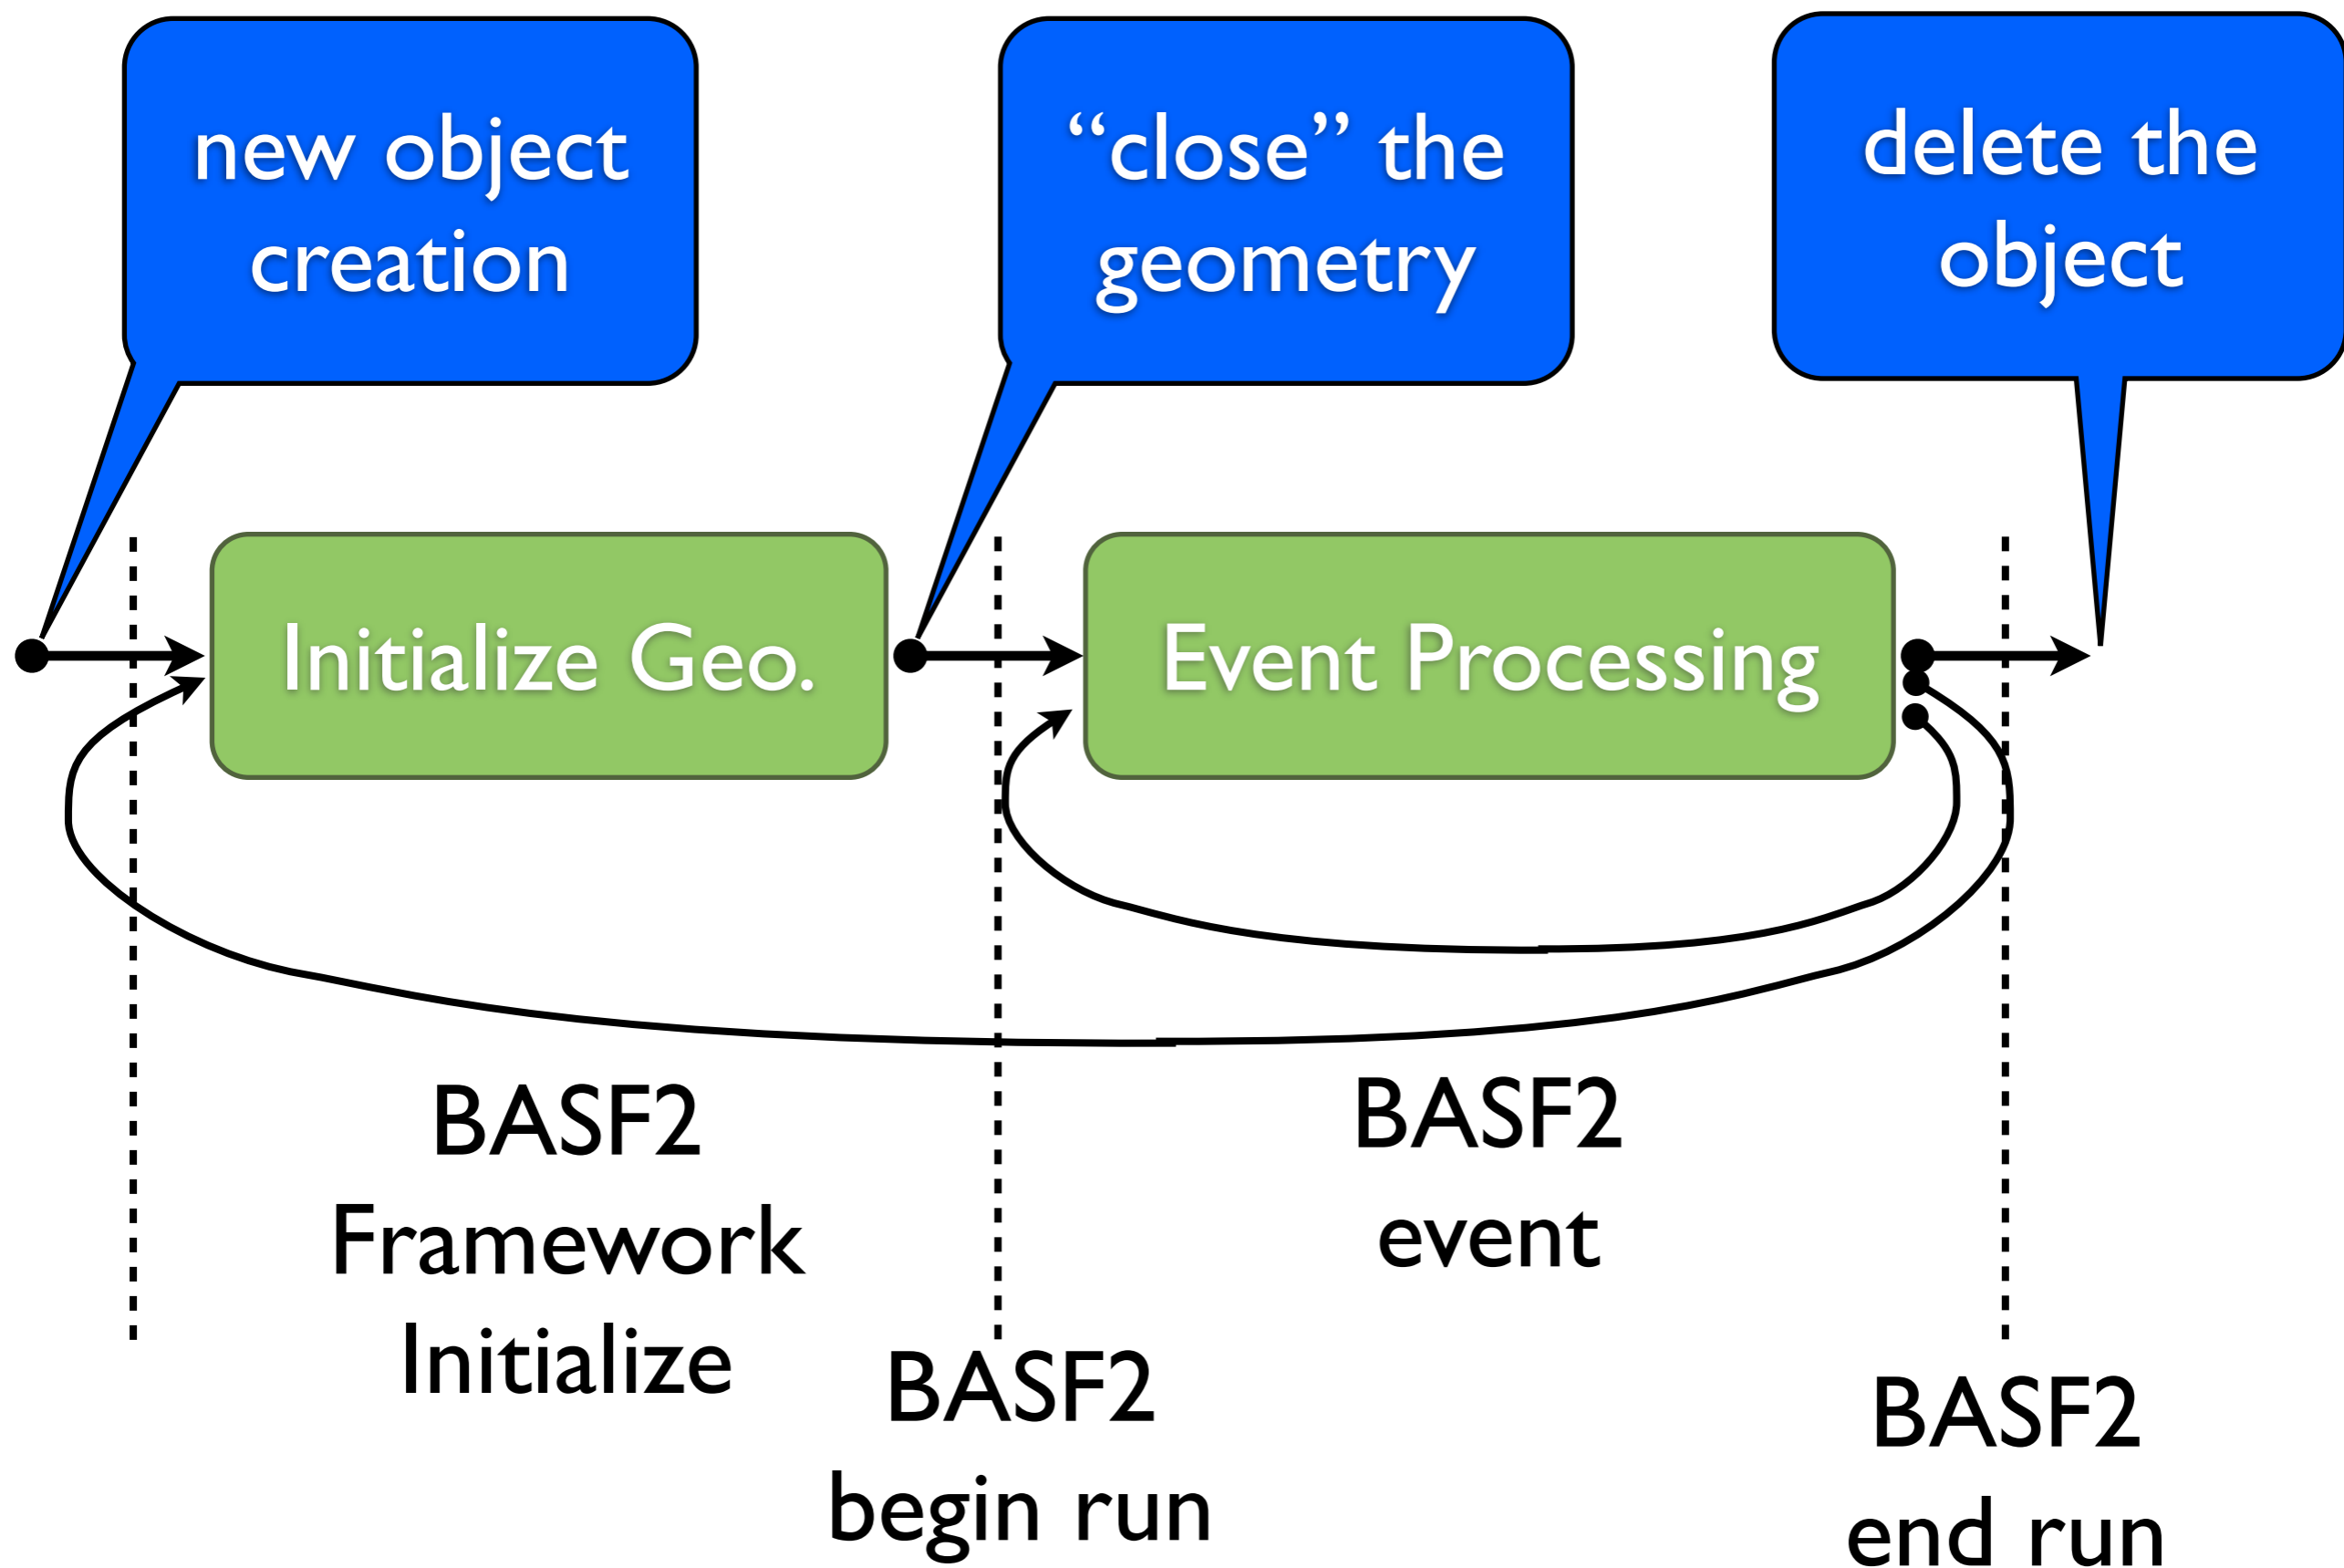 new object
creation
“close” the
geometry
delete the
object
Initialize Geo.
Event Processing
BASF2
Framework
Initialize
BASF2
event
BASF2
begin run
BASF2
end run